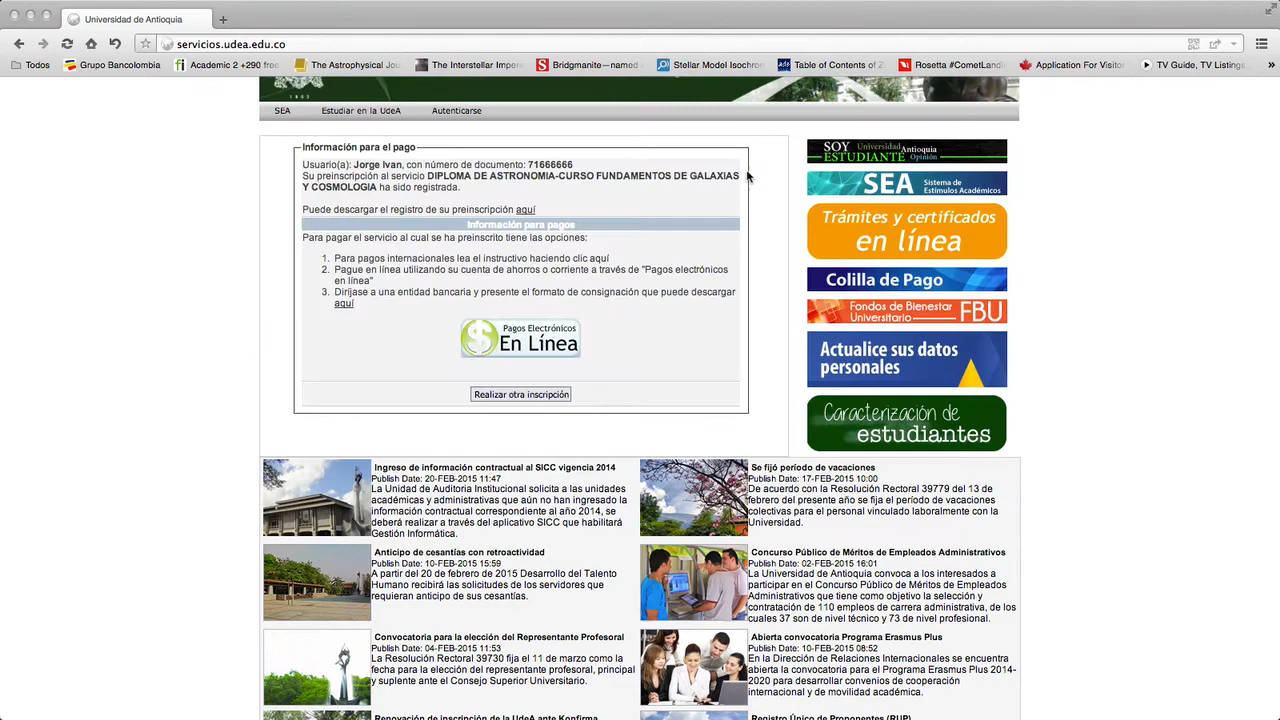 Universidad de Antioquia
servicios.udea.edu.co
Todos
Grupo Bancolombia
Academic 2 +290 free
The Astrophysical Jou
The Interstellar Impera
Bridgmanite—named
Stellar Model Isochron
Table of Contents of Z
Rosetta #CometLandin
Application For Visitor
TV Guide, TV Listings
»
1803
SEA
Estudiar en la UdeA
Autenticarse
Información para el pago
Usuario(a): Jorge Ivan, con número de documento: 71666666
Su preinscripción al servicio DIPLOMA DE ASTRONOMIA-CURSO FUNDAMENTOS DE GALAXIAS
Y COSMOLOGIA ha sido registrada.
Puede descargar el registro de su preinscripción aquí
Información para pagos
Para pagar el servicio al cual se ha preinscrito tiene las opciones:
1. Para pagos internacionales lea el instructivo haciendo clic aquí
2. Pague en línea utilizando su cuenta de ahorros o corriente a través de "Pagos electrónicos
en línea"
3. Diríjase a una entidad bancaria y presente el formato de consignación que puede descargar
aquí
$ Pagos Electrónicos
En Línea
Realizar otra inscripción
SOY Universidad
ESTUDIANTE Antioquia
Opinión
SEA Sistema de
Estímulos Académicos
Trámites y certificados
en línea
Colilla de Pago
Fondos de Bienestar
Universitario FBU
Actualice sus datos
personales
Caracterización de
estudiantes
Ingreso de información contractual al SICC vigencia 2014
Publish Date: 20-FEB-2015 11:47
La Unidad de Auditoria Institucional solicita a las unidades
académicas y administrativas que aún no han ingresado la
información contractual correspondiente al año 2014, se
deberá realizar a través del aplicativo SICC que habilitará
Gestión Informática.
Se fijó período de vacaciones
Publish Date: 17-FEB-2015 10:00
De acuerdo con la Resolución Rectoral 39779 del 13 de
febrero del presente año se fija el período de vacaciones
colectivas para el personal vinculado laboralmente con la
Universidad.
Anticipo de cesantías con retroactividad
Publish Date: 10-FEB-2015 15:59
A partir del 20 de febrero de 2015 Desarrollo del Talento
Humano recibirá las solicitudes de los servidores que
requieran anticipo de sus cesantías.
Concurso Público de Méritos de Empleados Administrativos
Publish Date: 02-FEB-2015 16:01
La Universidad de Antioquia convoca a los interesados a
participar en el Concurso Público de Méritos de Empleados
Administrativos que tiene como objetivo la selección y
contratación de 110 empleos de carrera administrativa, de los
cuales 37 son de nivel técnico y 73 de nivel profesional.
Convocatoria para la elección del Representante Profesoral
Publish Date: 04-FEB-2015 11:53
La Resolución Rectoral 39730 fija el 11 de marzo como la
fecha para la elección del representante profesoral, principal
y suplente ante el Consejo Superior Universitario.
Abierta convocatoria Programa Erasmus Plus
Publish Date: 10-FEB-2015 08:52
En la Dirección de Relaciones Internacionales se encuentra
abierta la convocatoria para el Programa Erasmus Plus 2014-
2020 para desarrollar convenios de cooperación
internacional y de movilidad académica.
Renovación de inscripción de la UdeA ante Konfirma
Registro Único de Proponentes (RUP)